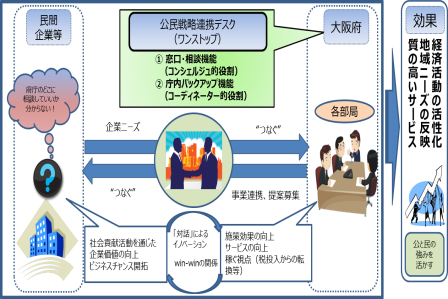 民間
企業等
公民戦略連携デスク
（ワンストップ）
① 窓口・相談機能
（コンシェルジュ的役割）
② 庁内バックアップ機能
（コーディネーター的役割）
大阪府
効果
経済活動の活性化
地域ニーズの反映
質の高いサービス
府庁のどこに
相談していいか
分からない！
？
企業ニーズ
“つなぐ”
各部局
“つなぐ”
事業連携、提案募集
社会貢献活動を通じた
企業価値の向上
ビジネスチャンス開拓
「対話」による
イノベーション
win-winの関係
施策効果の向上
サービスの向上
稼ぐ視点（税投入からの転
換等）
公と民の
強みを
活かす